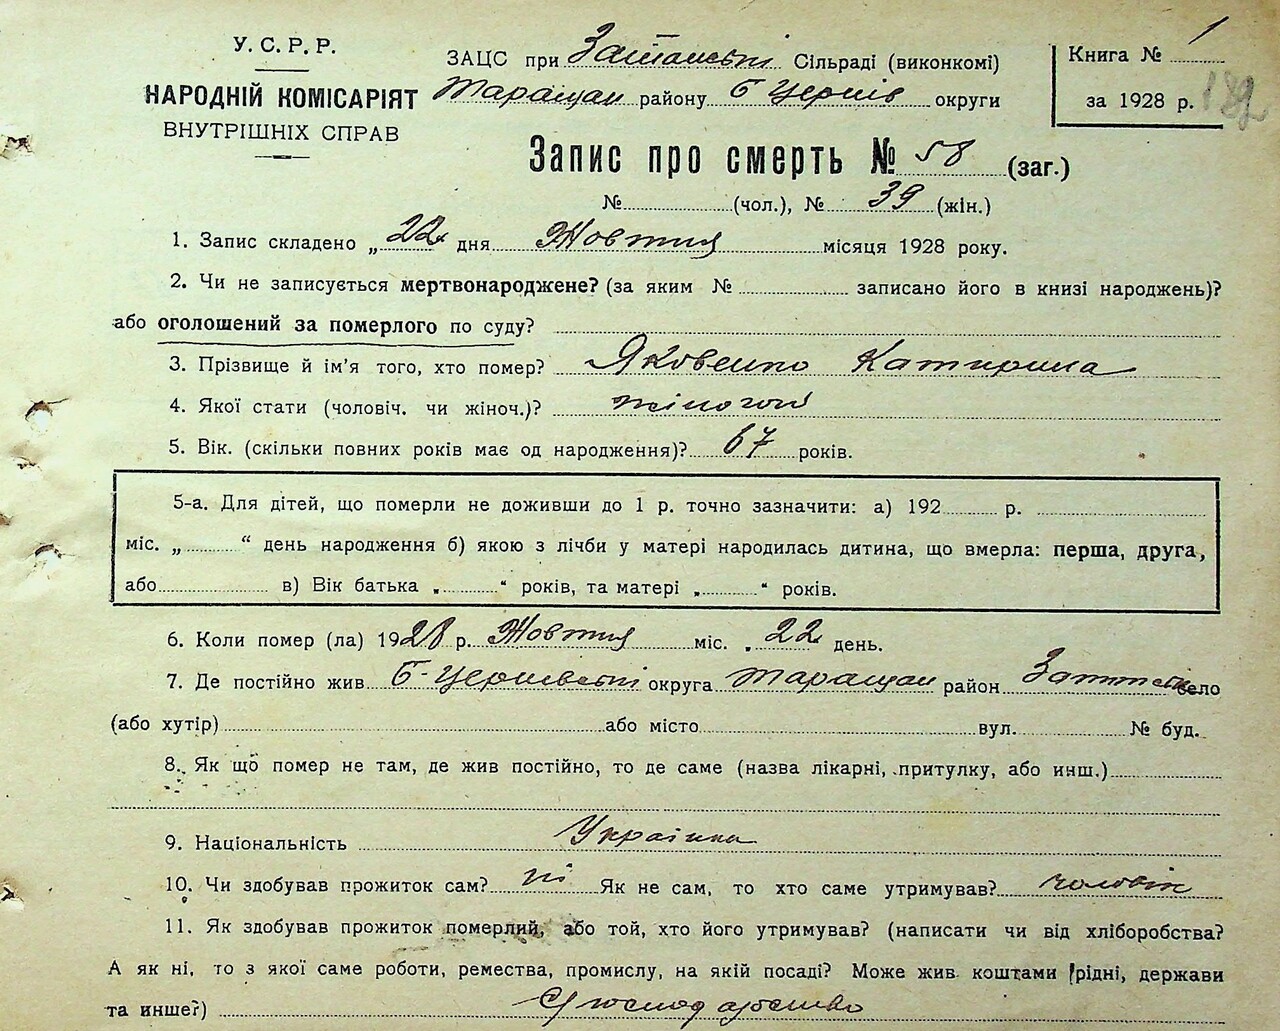 У. С. Р. Р.
НАРОДНІЙ КОМІСАРІЯТ
ВНУТРІШНІХ СПРАВ
ЗАЦС при Сільраді (виконкомі)
Таращан району Б Церків округи
Книга № 1
за 1928 р. 182
Запис про смерть № 58 (заг.)
№ (чол.), № 39 (жін.)
1. Запис складено „22 дня Жовтня місяця 1928 року.
2. Чи не записується мертвонароджене? (за яким № записано його в книзі народжень)?
або оголошений за померлого по суду?
3. Прізвище й ім'я того, хто помер? Яковенко Катирина
4. Якої стати (чоловіч. чи жіноч.)? жіночої
5. Вік. (скільки повних років має од народження)? 67 років.
5-а. Для дітей, що померли не доживши до 1 р. точно зазначити: а) 192 р.
міс. „ “ день народження б) якою з лічби у матері народилась дитина, що вмерла: перша, друга,
або в) Вік батька „ “ років, та матері „ “ років.
6. Коли помер (ла) 1928 р. Жовтня міс. „22 день.
7. Де постійно жив Б-Церківські округа Таращан район село
(або хутір) або місто вул. № буд.
8. Як що помер не там, де жив постійно, то де саме (назва лікарні, притулку, або инш.)
9. Національність Українка
10. Чи здобував прожиток сам? ні Як не сам, то хто саме утримував? чоловік
11. Як здобував прожиток померлий, або той, хто його утримував? (написати чи від хліборобства?
А як ні, то з якої саме роботи, ремества, промислу, на якій посаді? Може жив коштами рідні, держави
та инше?)